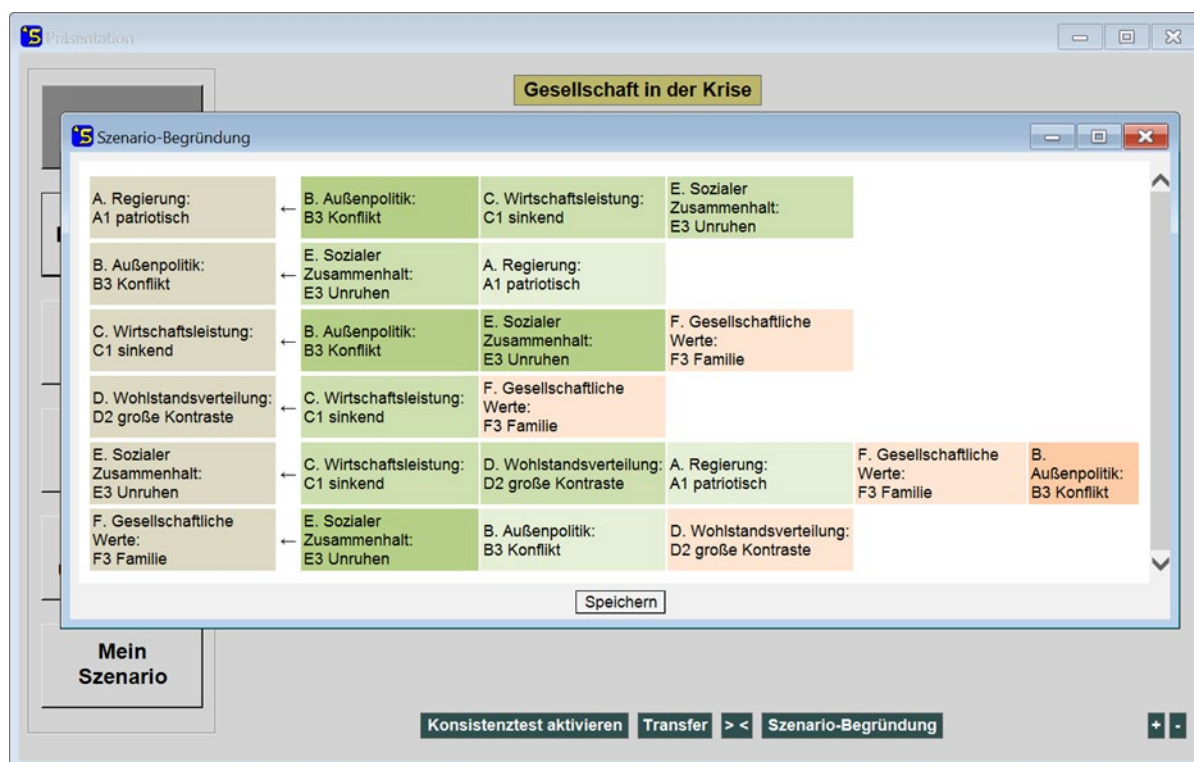 Präsentation
Gesellschaft in der Krise
Szenario-Begründung
A. Regierung:
A1 patriotisch
←
B. Außenpolitik:
B3 Konflikt
C. Wirtschaftsleistung:
C1 sinkend
E. Sozialer
Zusammenhalt:
E3 Unruhen
B. Außenpolitik:
B3 Konflikt
←
E. Sozialer
Zusammenhalt:
E3 Unruhen
A. Regierung:
A1 patriotisch
C. Wirtschaftsleistung:
C1 sinkend
←
B. Außenpolitik:
B3 Konflikt
E. Sozialer
Zusammenhalt:
E3 Unruhen
F. Gesellschaftliche
Werte:
F3 Familie
D. Wohlstandsverteilung:
D2 große Kontraste
←
C. Wirtschaftsleistung:
C1 sinkend
F. Gesellschaftliche
Werte:
F3 Familie
E. Sozialer
Zusammenhalt:
E3 Unruhen
←
C. Wirtschaftsleistung:
C1 sinkend
D. Wohlstandsverteilung:
D2 große Kontraste
A. Regierung:
A1 patriotisch
F. Gesellschaftliche
Werte:
F3 Familie
B.
Außenpolitik:
B3 Konflikt
F. Gesellschaftliche
Werte:
F3 Familie
←
E. Sozialer
Zusammenhalt:
E3 Unruhen
B. Außenpolitik:
B3 Konflikt
D. Wohlstandsverteilung:
D2 große Kontraste
Speichern
Mein
Szenario
Konsistenztest aktivieren
Transfer
> <
Szenario-Begründung
+
-